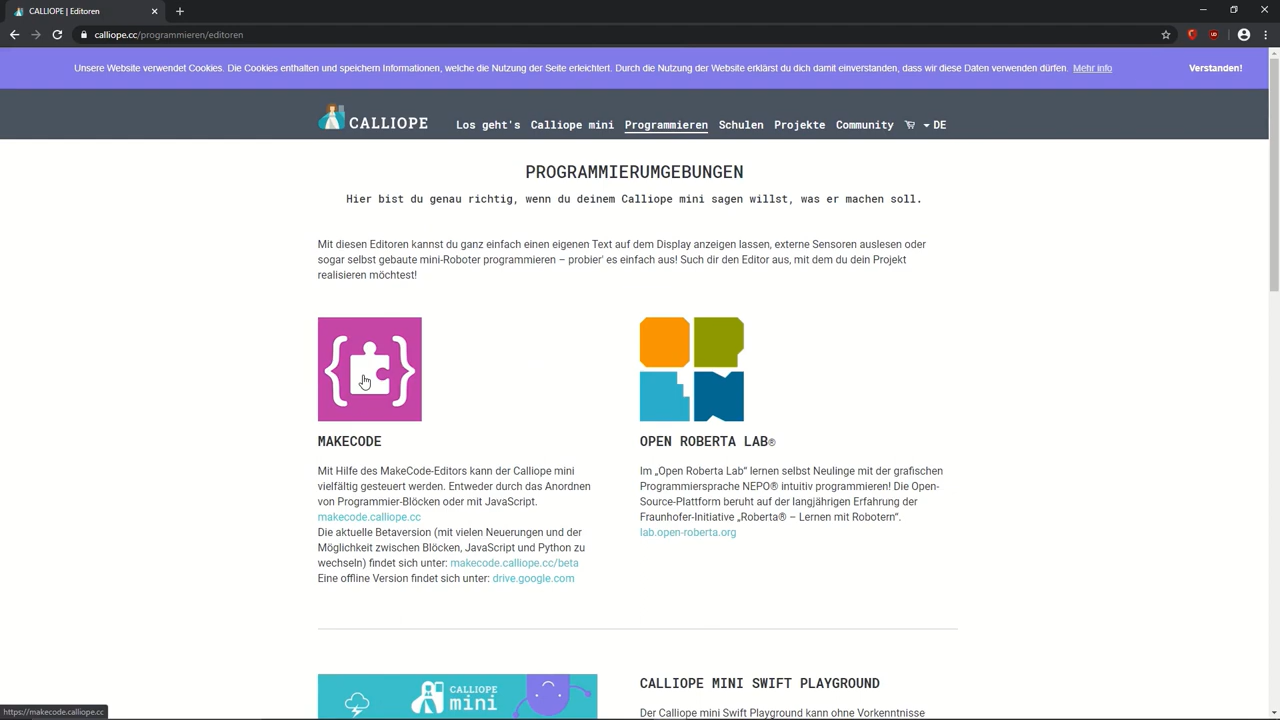 CALLIOPE | Editoren
calliope.cc/programmieren/editoren
Unsere Website verwendet Cookies. Die Cookies enthalten und speichern Informationen, welche die Nutzung der Seite erleichtert. Durch die Nutzung der Website erklärst du dich damit einverstanden, dass wir diese Daten verwenden dürfen. Mehr info
Verstanden!
CALLIOPE Los geht's Calliope mini Programmieren Schulen Projekte Community DE
PROGRAMMIERUMGEBUNGEN
Hier bist du genau richtig, wenn du deinem Calliope mini sagen willst, was er machen soll.
Mit diesen Editoren kannst du ganz einfach einen eigenen Text auf dem Display anzeigen lassen, externe Sensoren auslesen oder
sogar selbst gebaute mini-Roboter programmieren – probier' es einfach aus! Such dir den Editor aus, mit dem du dein Projekt
realisieren möchtest!
MAKECODE
Mit Hilfe des MakeCode-Editors kann der Calliope mini
vielfältig gesteuert werden. Entweder durch das Anordnen
von Programmier-Blöcken oder mit JavaScript.
makecode.calliope.cc
Die aktuelle Betaversion (mit vielen Neuerungen und der
Möglichkeit zwischen Blöcken, JavaScript und Python zu
wechseln) findet sich unter: makecode.calliope.cc/beta
Eine offline Version findet sich unter: drive.google.com
OPEN ROBERTA LAB®
Im „Open Roberta Lab“ lernen selbst Neulinge mit der grafischen
Programmiersprache NEPO® intuitiv programmieren! Die Open-
Source-Plattform beruht auf der langjährigen Erfahrung der
Fraunhofer-Initiative „Roberta® – Lernen mit Robotern“.
lab.open-roberta.org
CALLIOPE
mini
CALLIOPE MINI SWIFT PLAYGROUND
Der Calliope mini Swift Playground kann ohne Vorkenntnisse
https://makecode.calliope.cc